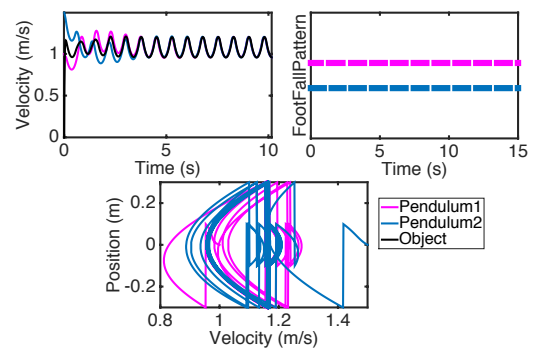 Velocity (m/s)
1
0.5
0
0
5
10
Time (s)
FootFallPattern
0
5
10
15
Time (s)
Position (m)
0.2
0
-0.2
0.8
1
1.2
1.4
Velocity (m/s)
Pendulum1
Pendulum2
Object